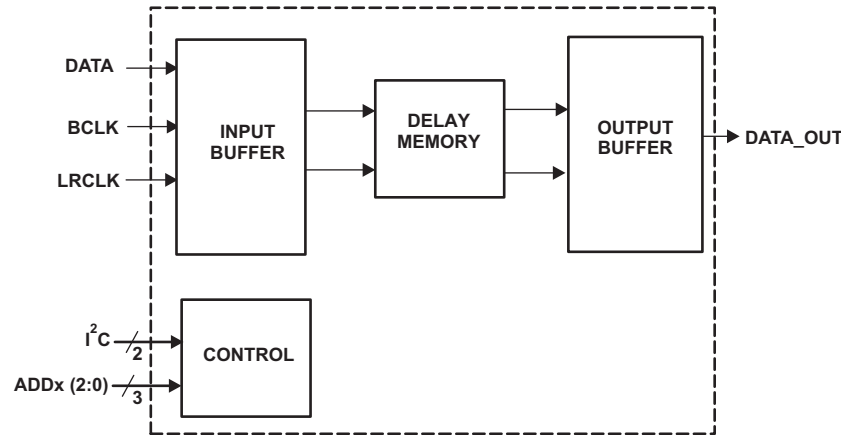 DATA
BCLK
LRCLK
INPUT
BUFFER
DELAY
MEMORY
OUTPUT
BUFFER
DATA_OUT
I²C
2
ADDx (2:0)
3
CONTROL